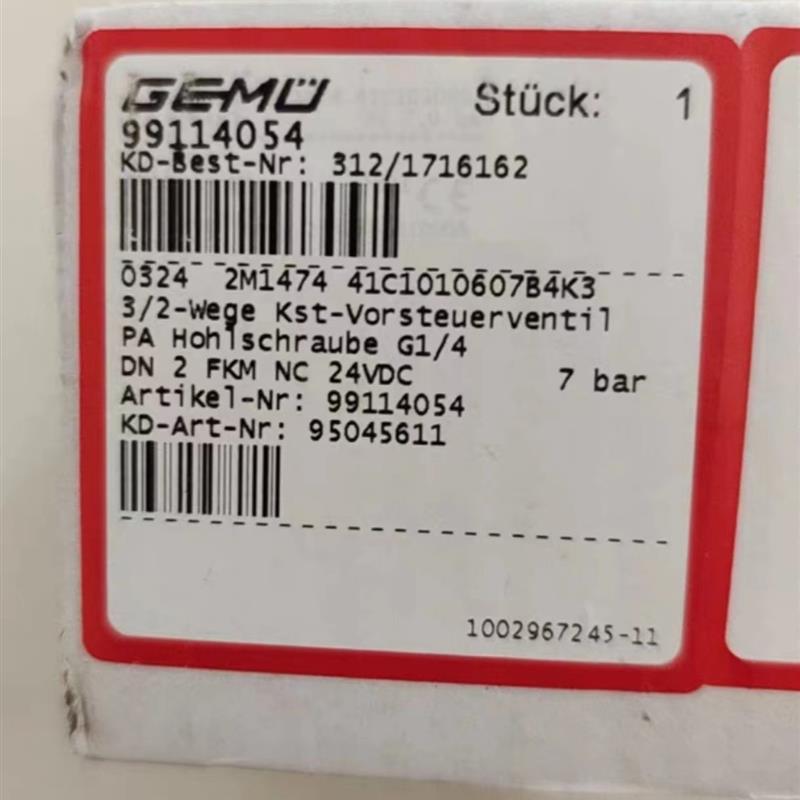 GEMÜ Stück: 1
99114054
KD-Best-Nr: 312/1716162
0324 2M1474 41C1010607B4K3
3/2-Wege Kst-Vorsteuerventil
PA Hohlschraube G1/4
DN 2 FKM NC 24VDC 7 bar
Artikel-Nr: 99114054
KD-Art-Nr: 95045611
1002967245-11